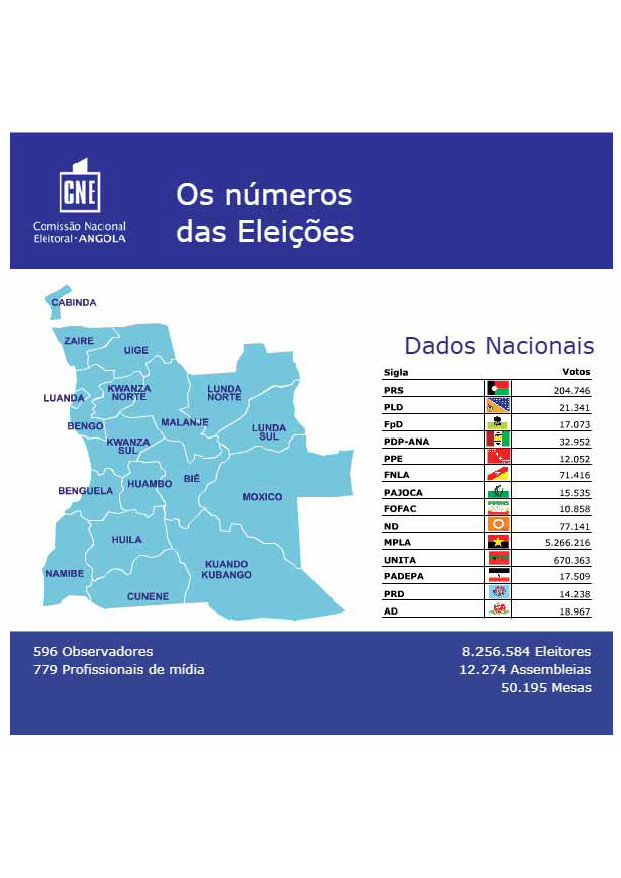 CNE
Comissão Nacional
Eleitoral · ANGOLA
Os números
das Eleições
CABINDA
ZAIRE
UIGE
LUANDA
KWANZA
NORTE
LUNDA
NORTE
BENGO
MALANJE
LUNDA
SUL
KWANZA
SUL
BENGUELA
HUAMBO
BIÉ
MOXICO
HUILA
NAMIBE
KUANDO
KUBANGO
CUNENE
Dados Nacionais
Sigla Votos
PRS 204.746
PLD 21.341
FpD 17.073
PDP-ANA 32.952
PPE 12.052
FNLA 71.416
PAJOCA 15.535
FOFAC 10.858
ND 77.141
MPLA 5.266.216
UNITA 670.363
PADEPA 17.509
PRD 14.238
AD 18.967
596 Observadores
779 Profissionais de mídia
8.256.584 Eleitores
12.274 Assembleias
50.195 Mesas